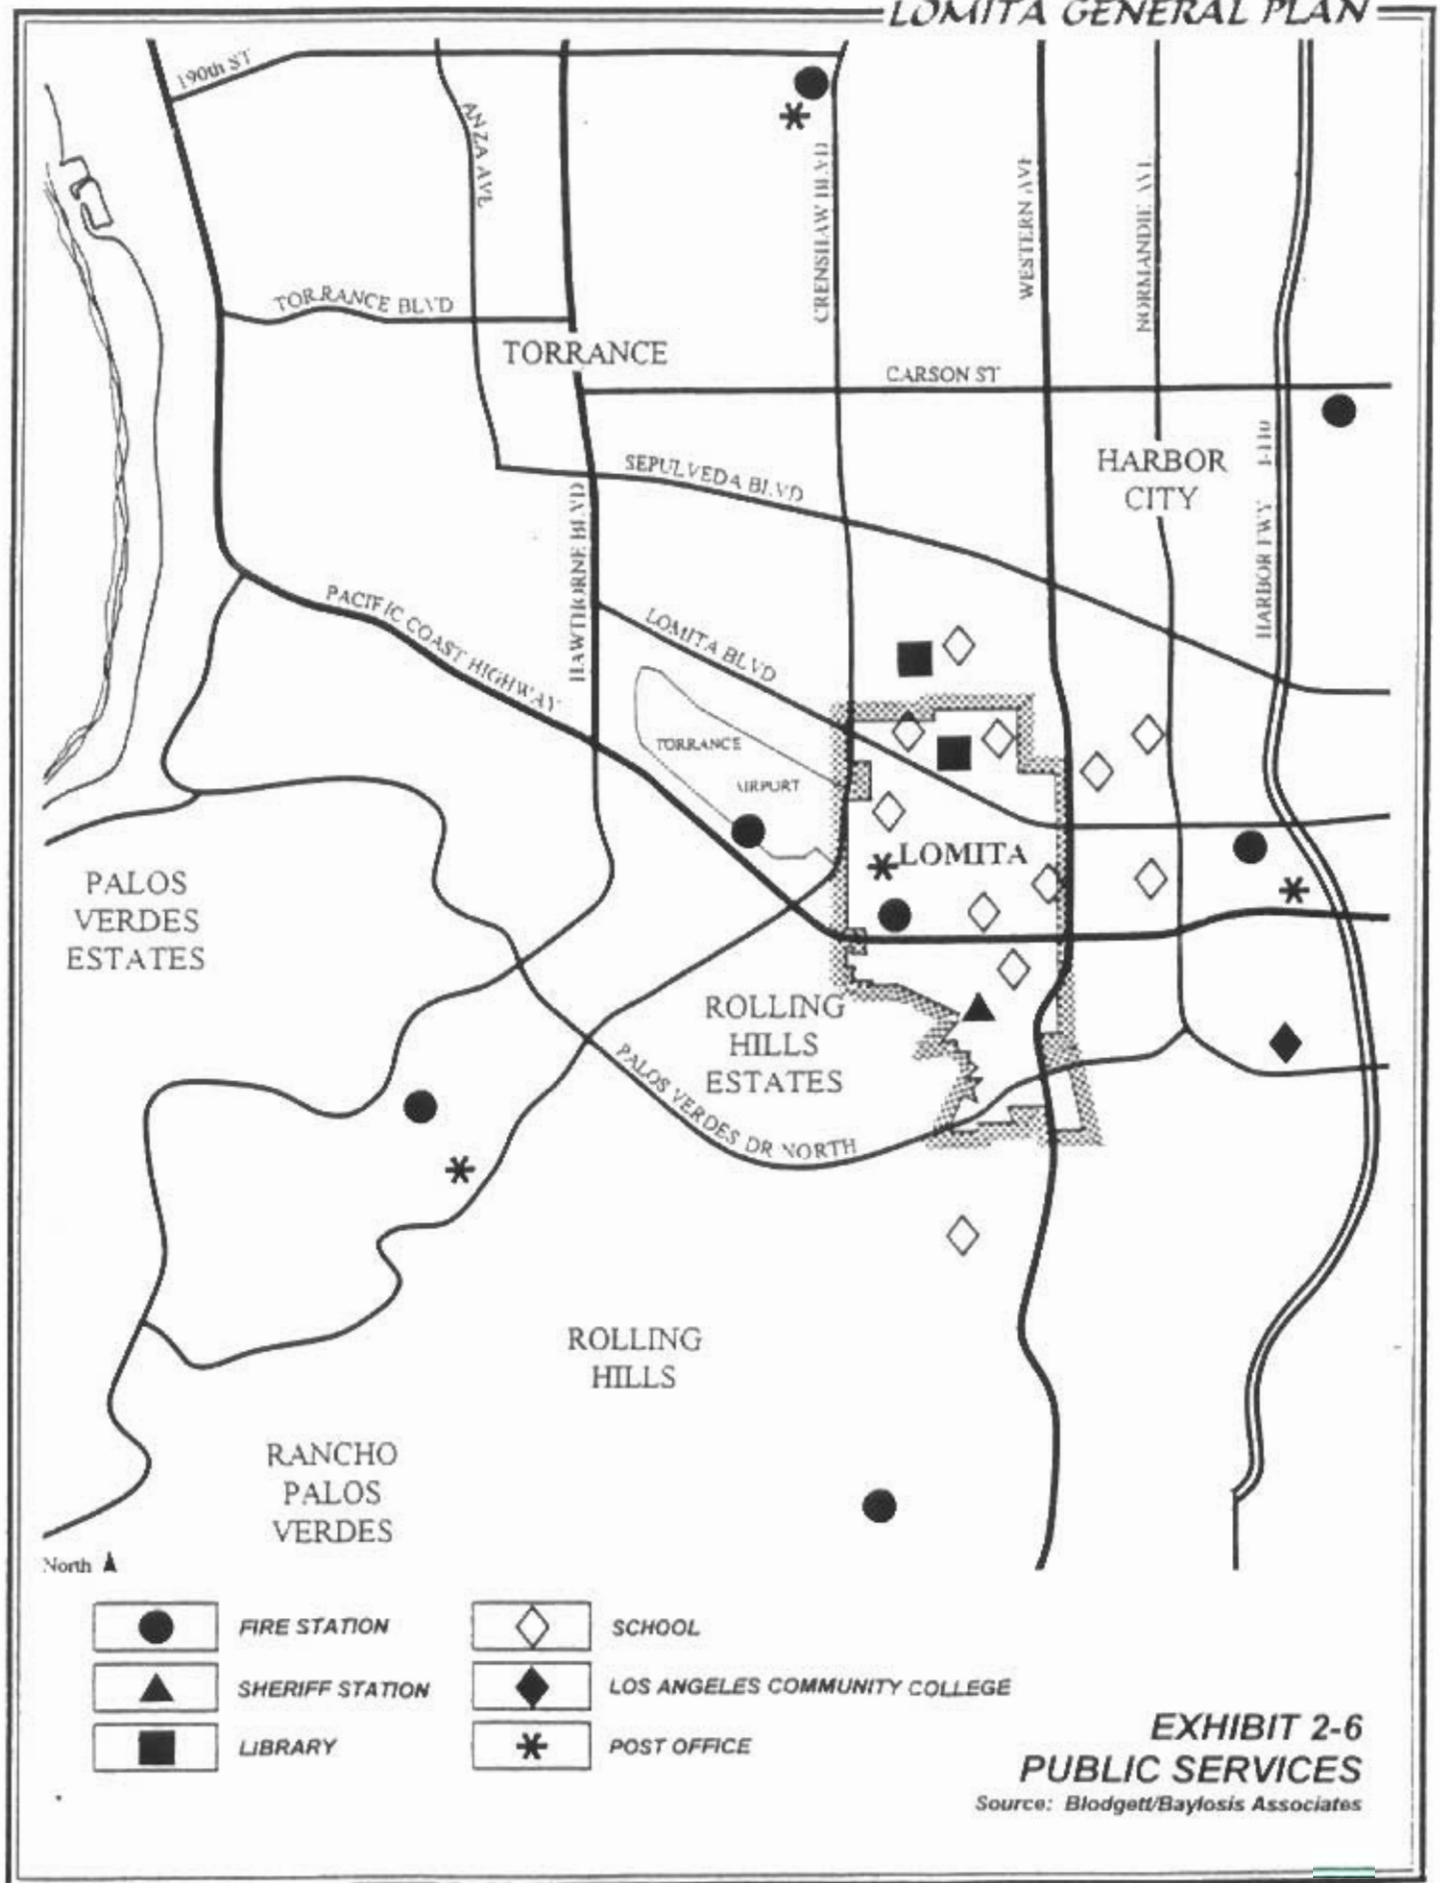 LOMITA GENERAL PLAN
190th ST
ANZA AVE
CRENSHAW BLVD
WESTERN AVE
NORMANDIE AVE
TORRANCE BLVD
TORRANCE
CARSON ST
HARBOR
CITY
SEPULVEDA BLVD
HAWTHORNE BLVD
HARBOR FWY I-110
PACIFIC COAST HIGHWAY
LOMITA BLVD
TORRANCE
AIRPORT
LOMITA
PALOS
VERDES
ESTATES
ROLLING
HILLS
ESTATES
PALOS VERDES DR NORTH
ROLLING
HILLS
RANCHO
PALOS
VERDES
North
FIRE STATION
SCHOOL
SHERIFF STATION
LOS ANGELES COMMUNITY COLLEGE
LIBRARY
POST OFFICE
EXHIBIT 2-6
PUBLIC SERVICES
Source: Blodgett/Baylosis Associates